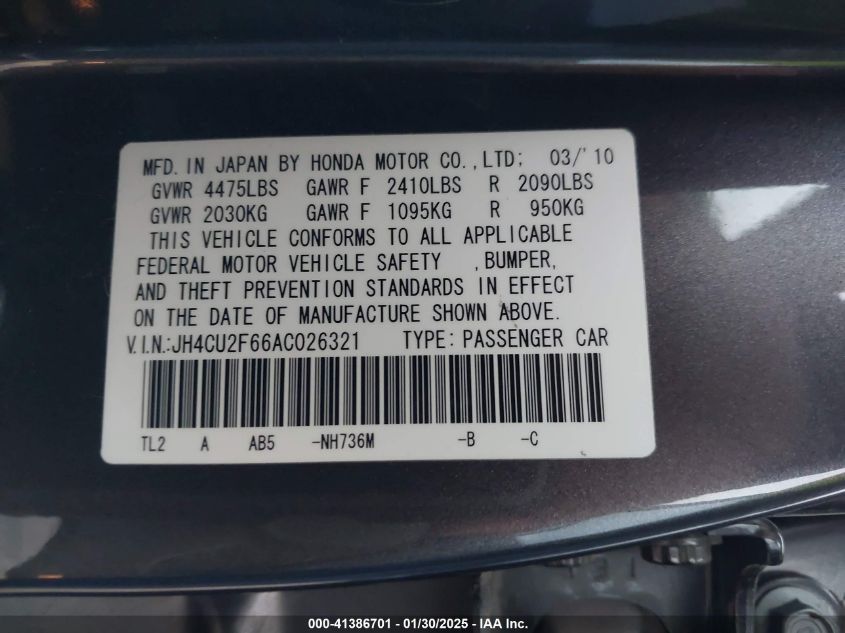 MFD. IN JAPAN BY HONDA MOTOR CO.,LTD; 03/'10
GVWR 4475LBS GAWR F 2410LBS R 2090LBS
GVWR 2030KG GAWR F 1095KG R 950KG
THIS VEHICLE CONFORMS TO ALL APPLICABLE
FEDERAL MOTOR VEHICLE SAFETY ,BUMPER,
AND THEFT PREVENTION STANDARDS IN EFFECT
ON THE DATE OF MANUFACTURE SHOWN ABOVE.
V.I.N.:JH4CU2F66AC026321 TYPE: PASSENGER CAR
TL2 A AB5 -NH736M -B -C
000-41386701 - 01/30/2025 - IAA Inc.